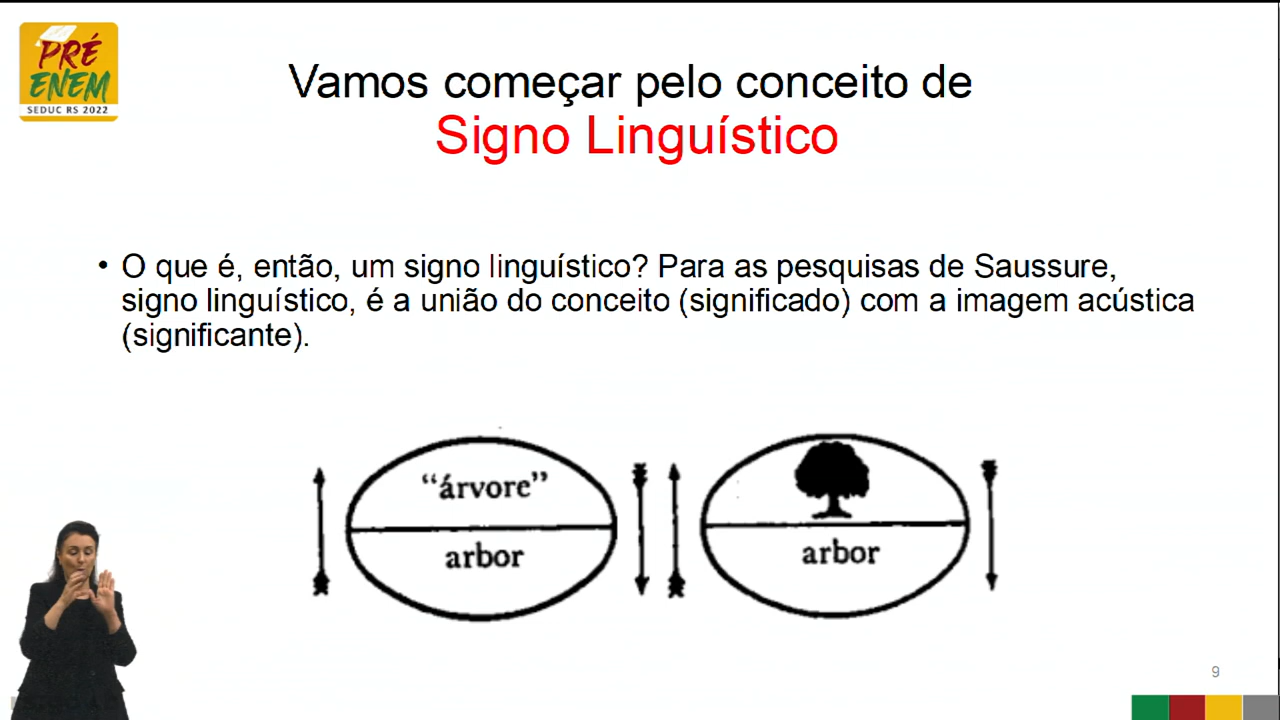 PRÉ
ENEM
SEDUC RS 2022
Vamos começar pelo conceito de
Signo Linguístico
• O que é, então, um signo linguístico? Para as pesquisas de Saussure,
signo linguístico, é a união do conceito (significado) com a imagem acústica
(significante).
“árvore”
arbor
arbor
9